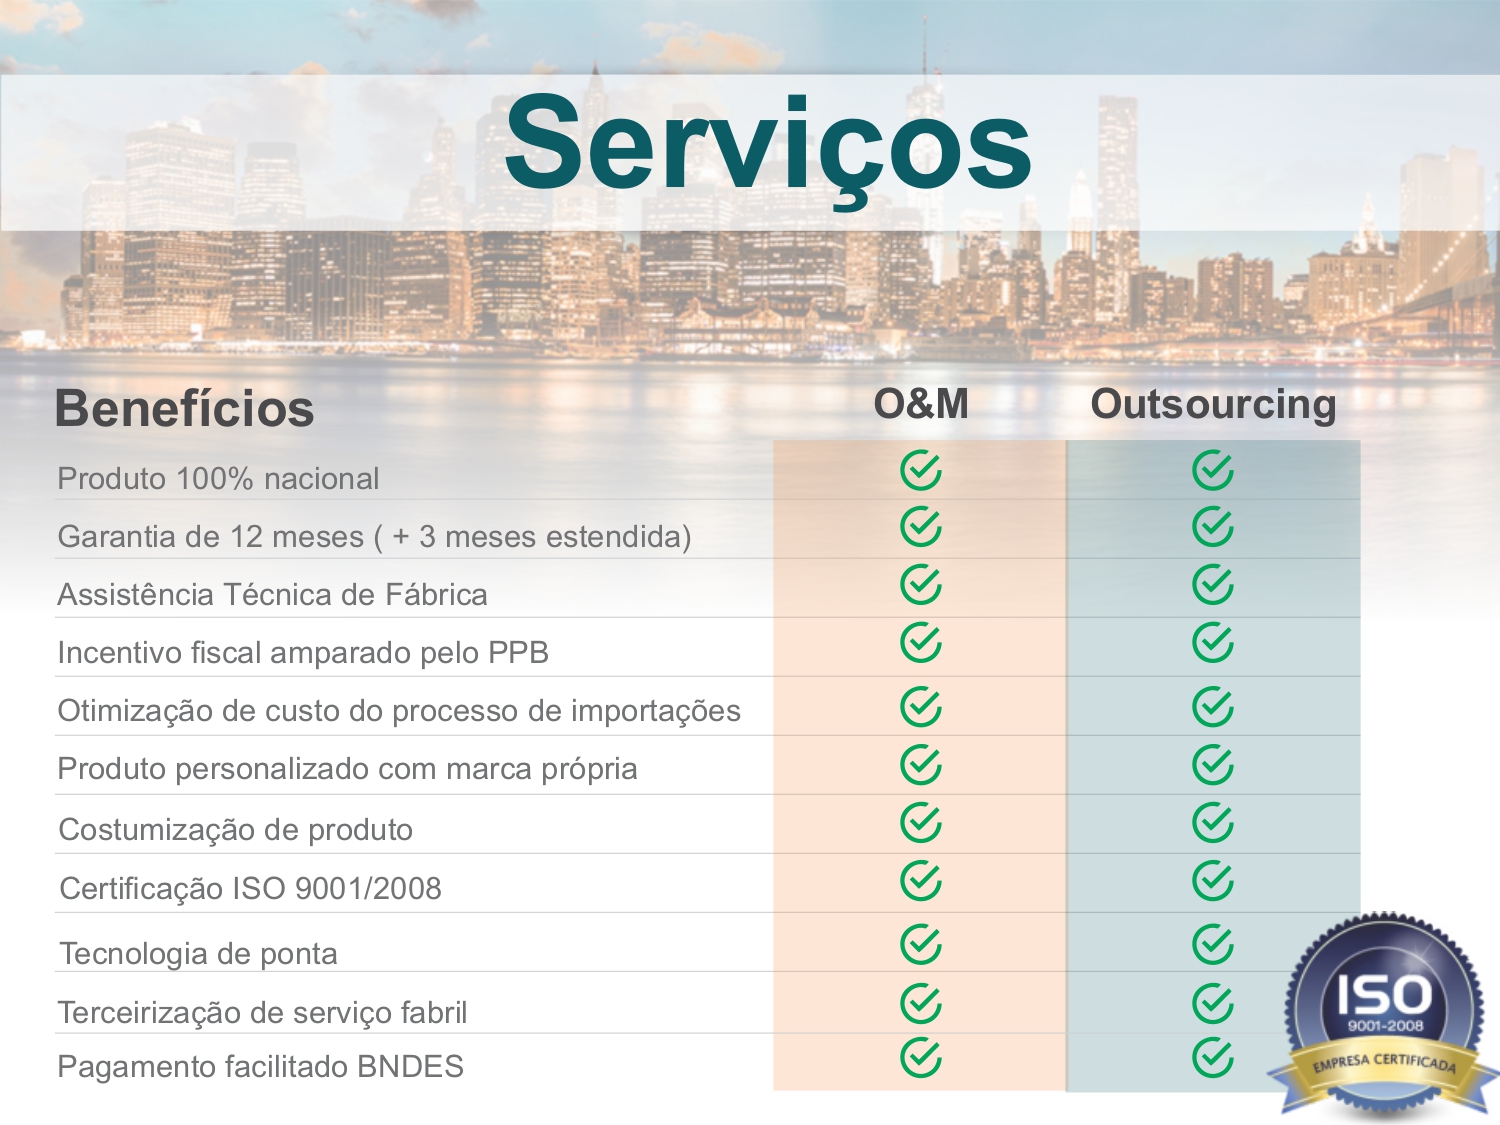 Serviços
Benefícios O&M Outsourcing
Produto 100% nacional
Garantia de 12 meses ( + 3 meses estendida)
Assistência Técnica de Fábrica
Incentivo fiscal amparado pelo PPB
Otimização de custo do processo de importações
Produto personalizado com marca própria
Costumização de produto
Certificação ISO 9001/2008
Tecnologia de ponta
Terceirização de serviço fabril
Pagamento facilitado BNDES
ISO
9001-2008
EMPRESA CERTIFICADA